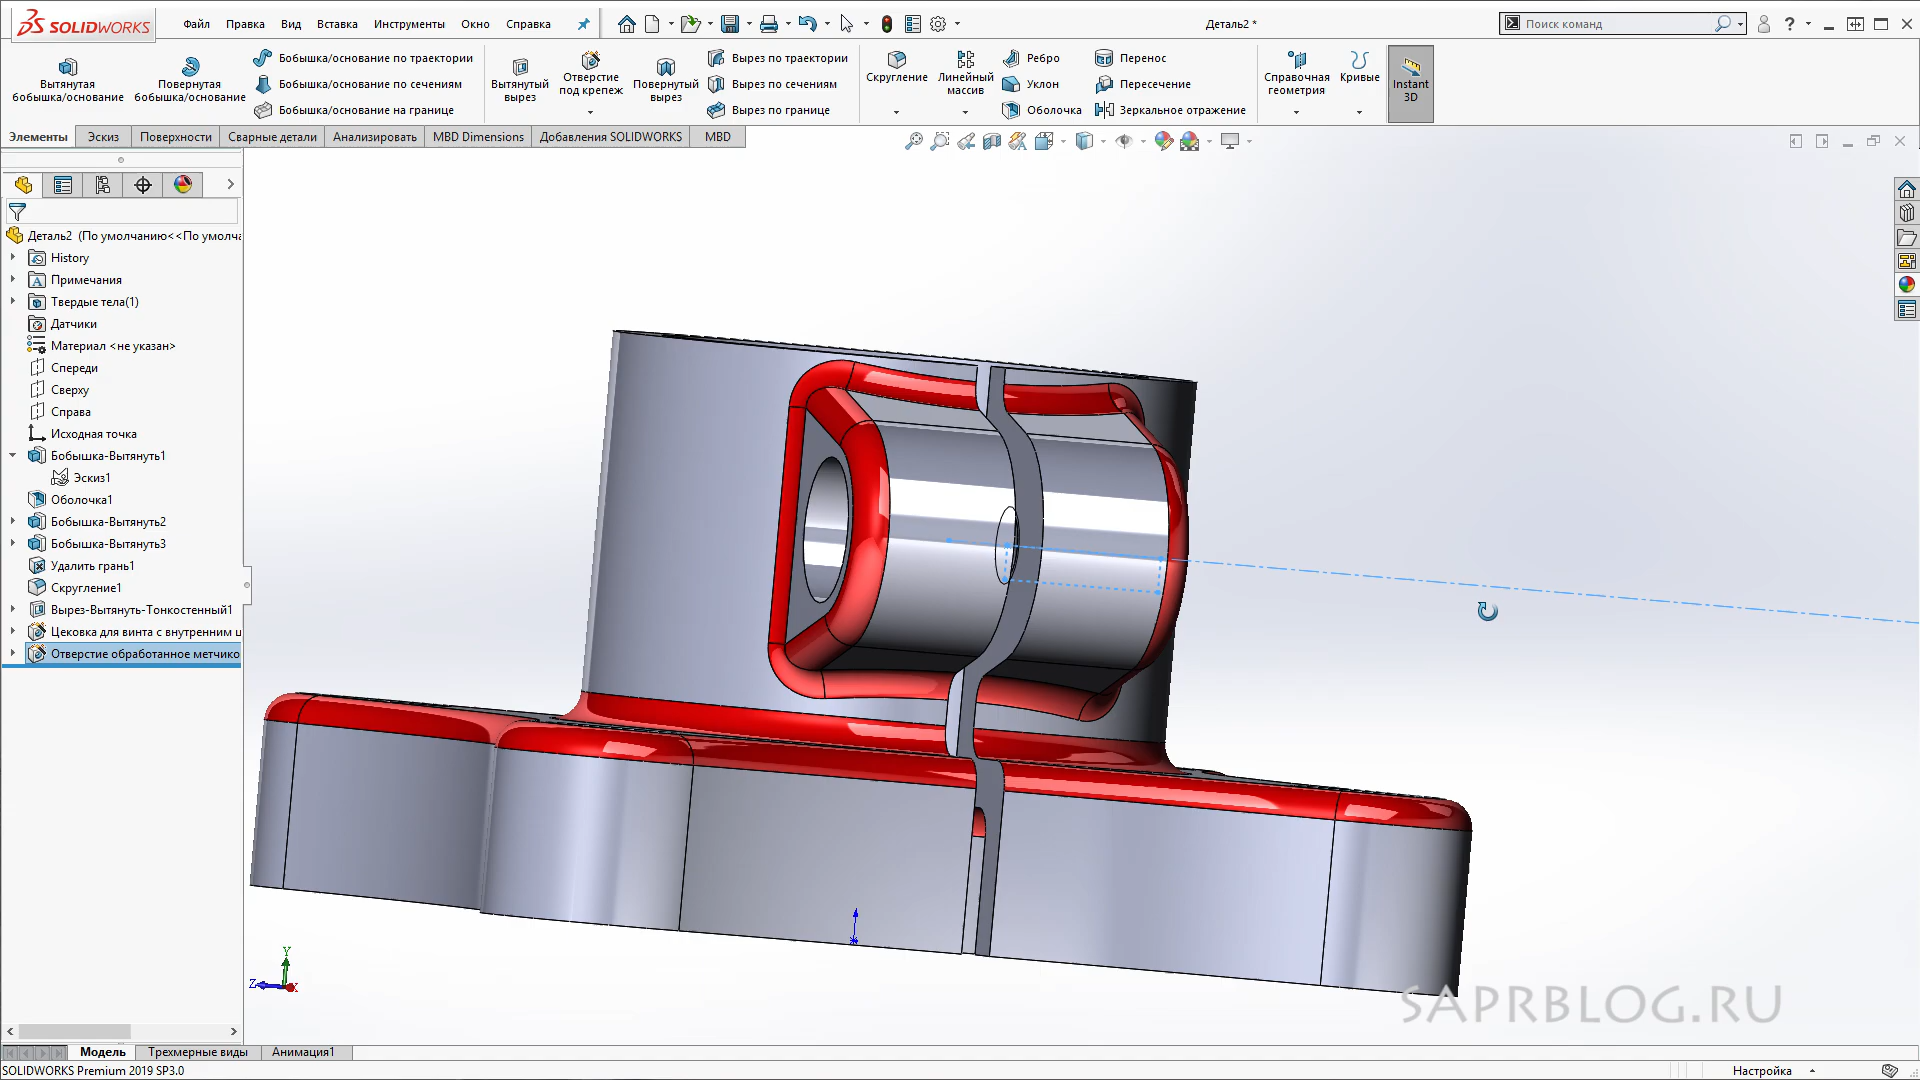 SOLIDWORKS
Файл Правка Вид Вставка Инструменты Окно Справка
Деталь2 *
Поиск команд
Вытянутая бобышка/основание
Повернутая бобышка/основание
Бобышка/основание по траектории
Бобышка/основание по сечениям
Бобышка/основание на границе
Вытянутый вырез
Отверстие под крепеж
Повернутый вырез
Вырез по траектории
Вырез по сечениям
Вырез по границе
Скругление
Линейный массив
Ребро
Уклон
Оболочка
Перенос
Пересечение
Зеркальное отражение
Справочная геометрия
Кривые
Instant 3D
Элементы Эскиз Поверхности Сварные детали Анализировать MBD Dimensions Добавления SOLIDWORKS MBD
Деталь2 (По умолчанию<<По умолча
History
Примечания
Твердые тела(1)
Датчики
Материал <не указан>
Спереди
Сверху
Справа
Исходная точка
Бобышка-Вытянуть1
Эскиз1
Оболочка1
Бобышка-Вытянуть2
Бобышка-Вытянуть3
Удалить грань1
Скругление1
Вырез-Вытянуть-Тонкостенный1
Цековка для винта с внутренним ш
Отверстие обработанное метчико
Y
Z
X
SAPRBLOG.RU
Модель Трехмерные виды Анимация1
SOLIDWORKS Premium 2019 SP3.0
Настройка